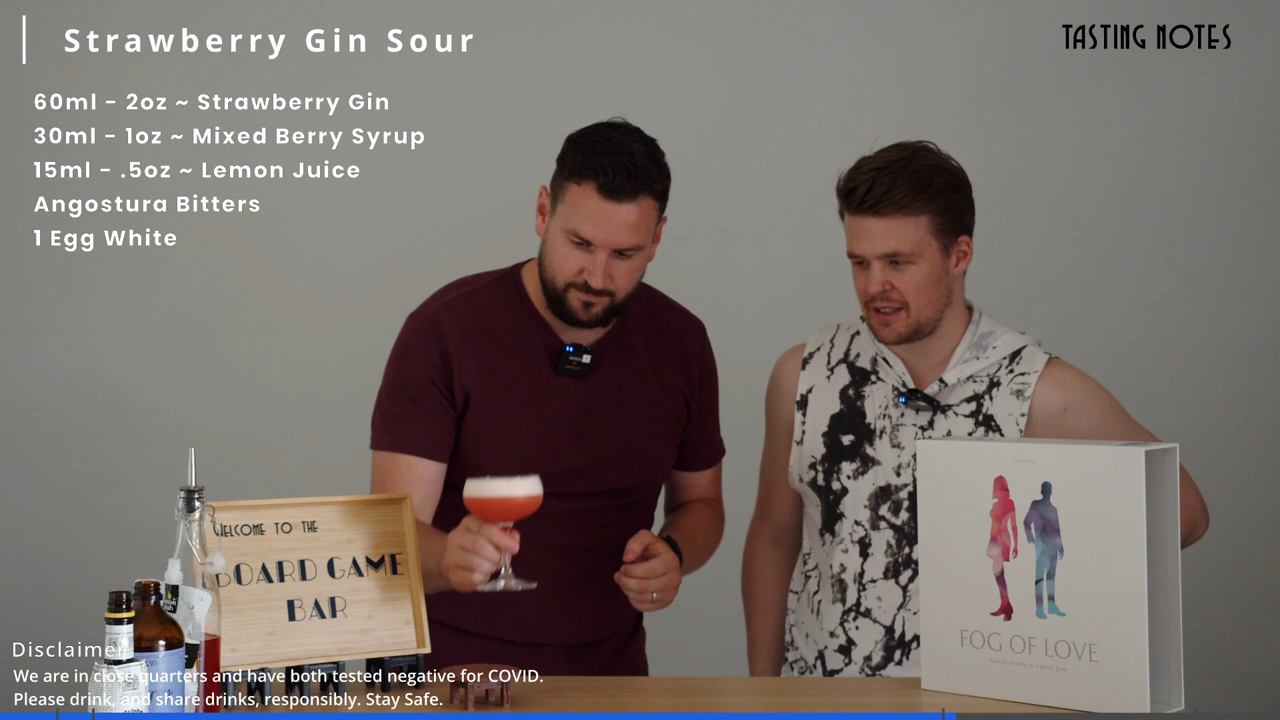 Strawberry Gin Sour
TASTING NOTES
60ml - 2oz ~ Strawberry Gin
30ml - 1oz ~ Mixed Berry Syrup
15ml - .5oz ~ Lemon Juice
Angostura Bitters
1 Egg White
WELCOME TO THE
BOARD GAME
BAR
FOG OF LOVE
Disclaimer
We are in close quarters and have both tested negative for COVID.
Please drink, and share drinks, responsibly. Stay Safe.